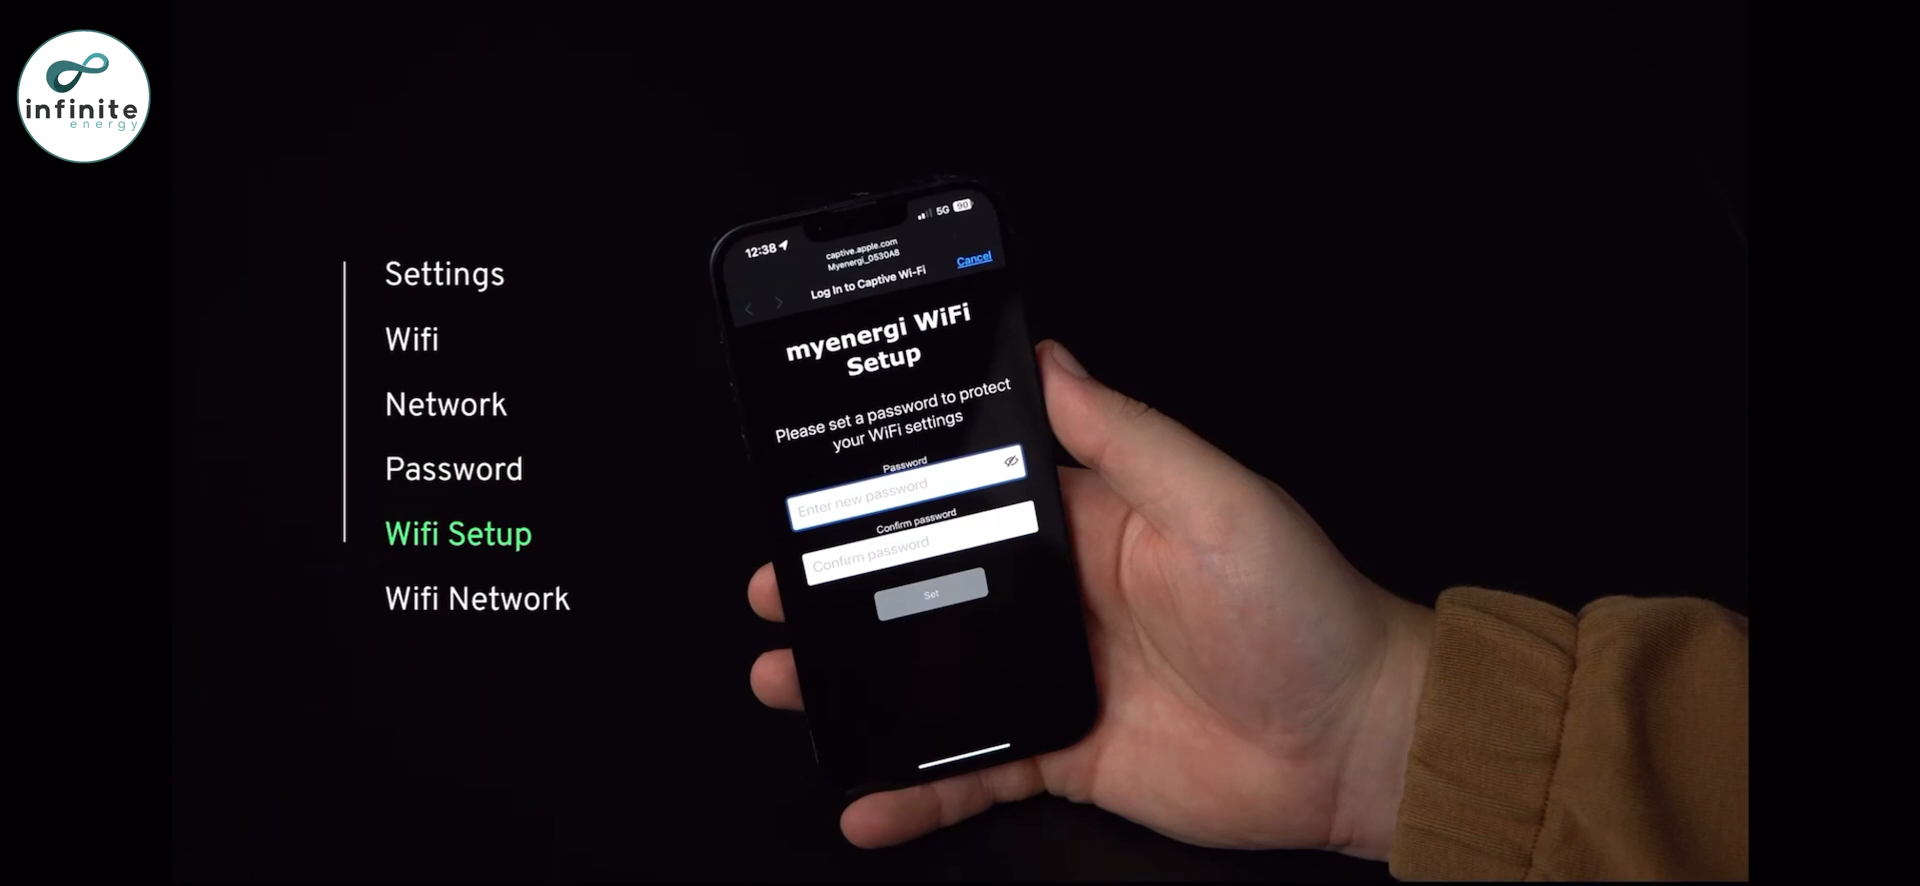 infinite
energy
Settings
Wifi
Network
Password
Wifi Setup
Wifi Network
12:38
5G
90
captive.apple.com
Myenergi_0530AB
Log In to Captive Wi-Fi
Cancel
myenergi WiFi
Setup
Please set a password to protect
your WiFi settings
Password
Enter new password
Confirm password
Confirm password
Set